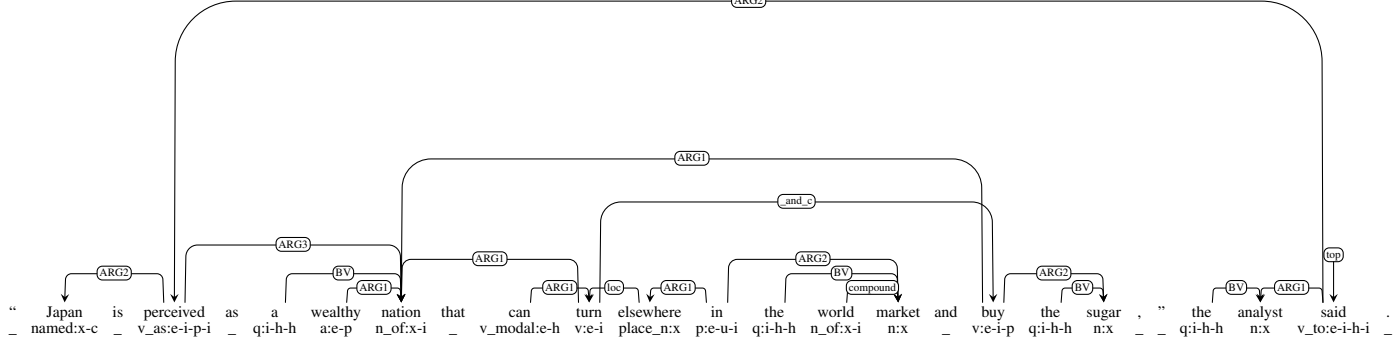 ARG2
ARG1
_and_c
ARG3 ARG1 top
ARG2 BV ARG2 BV ARG2
ARG1 ARG1 loc ARG1 compound BV BV ARG1
“ Japan is perceived as a wealthy nation that can turn elsewhere in the world market and buy the sugar , ” the analyst said .
_ named:x-c _ v_as:e-i-p-i _ q:i-h-h a:e-p n_of:x-i _ v_modal:e-h v:e-i place_n:x p:e-u-i q:i-h-h n_of:x-i n:x _ v:e-i-p q:i-h-h n:x _ _ q:i-h-h n:x v_to:e-i-h-i _